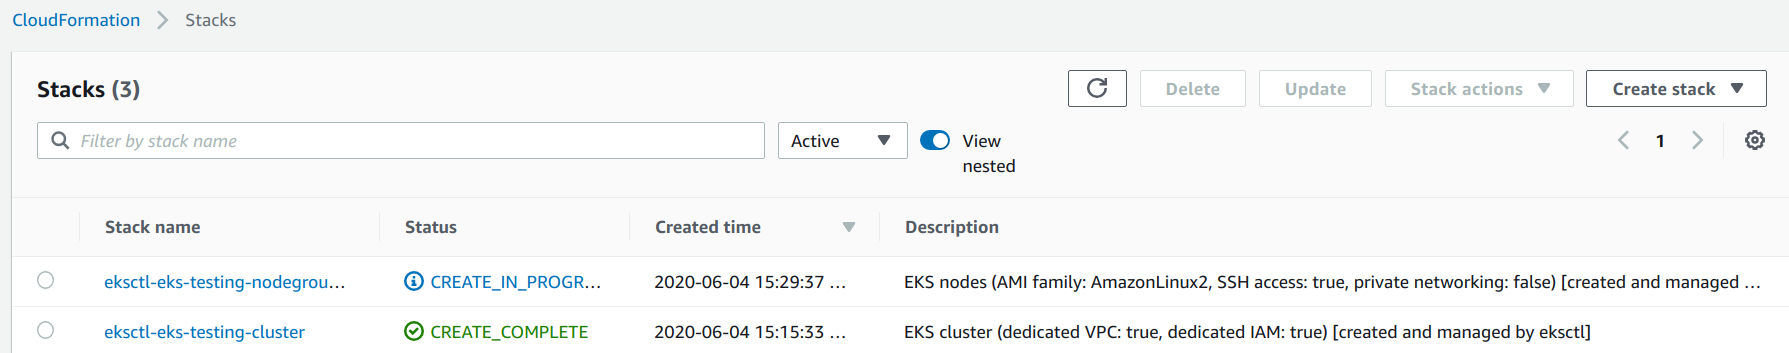 CloudFormation > Stacks
Stacks (3)
Delete
Update
Stack actions
Create stack
Filter by stack name
Active
View
nested
1
Stack name Status Created time Description
eksctl-eks-testing-nodegrou... CREATE_IN_PROGR... 2020-06-04 15:29:37 ... EKS nodes (AMI family: AmazonLinux2, SSH access: true, private networking: false) [created and managed ...
eksctl-eks-testing-cluster CREATE_COMPLETE 2020-06-04 15:15:33 ... EKS cluster (dedicated VPC: true, dedicated IAM: true) [created and managed by eksctl]